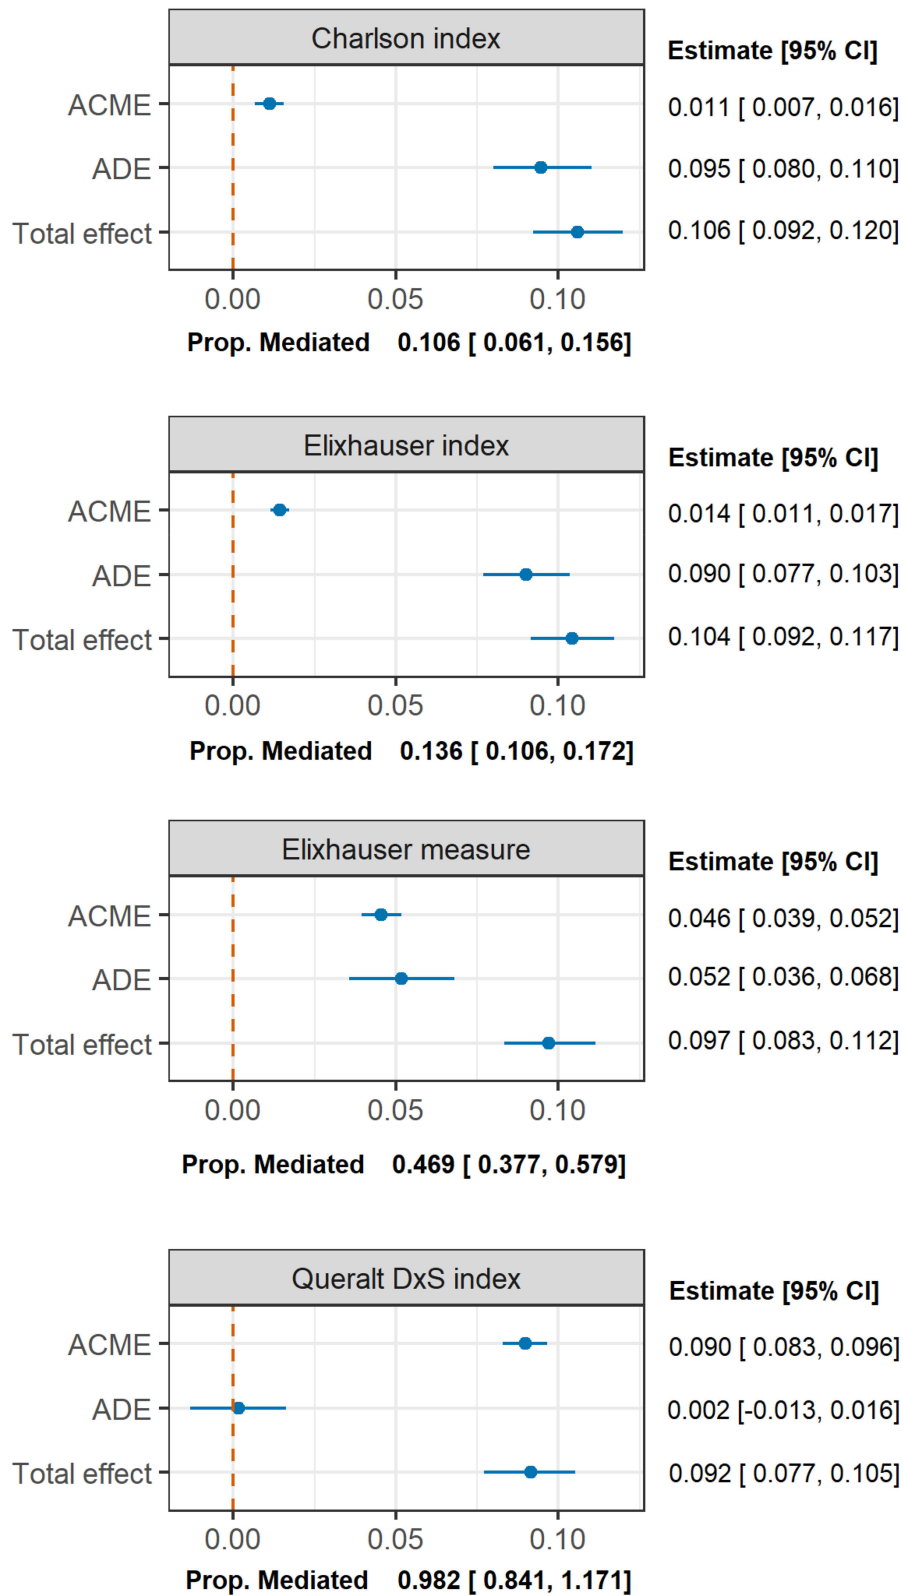 Charlson index
Estimate [95% CI]
ACME 0.011 [ 0.007, 0.016]
ADE 0.095 [ 0.080, 0.110]
Total effect 0.106 [ 0.092, 0.120]
0.00 0.05 0.10
Prop. Mediated 0.106 [ 0.061, 0.156]
Elixhauser index
Estimate [95% CI]
ACME 0.014 [ 0.011, 0.017]
ADE 0.090 [ 0.077, 0.103]
Total effect 0.104 [ 0.092, 0.117]
0.00 0.05 0.10
Prop. Mediated 0.136 [ 0.106, 0.172]
Elixhauser measure
Estimate [95% CI]
ACME 0.046 [ 0.039, 0.052]
ADE 0.052 [ 0.036, 0.068]
Total effect 0.097 [ 0.083, 0.112]
0.00 0.05 0.10
Prop. Mediated 0.469 [ 0.377, 0.579]
Queralt DxS index
Estimate [95% CI]
ACME 0.090 [ 0.083, 0.096]
ADE 0.002 [-0.013, 0.016]
Total effect 0.092 [ 0.077, 0.105]
0.00 0.05 0.10
Prop. Mediated 0.982 [ 0.841, 1.171]